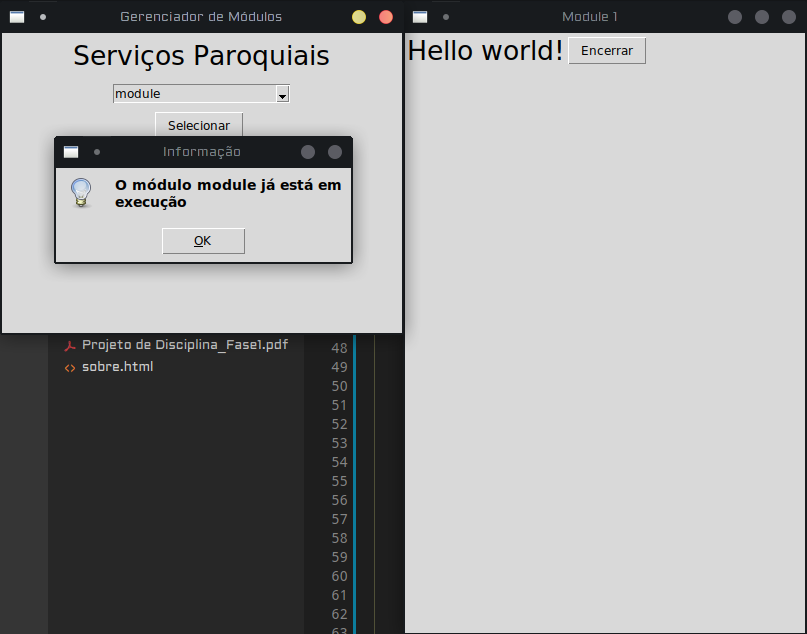 Gerenciador de Módulos
Serviços Paroquiais
module
Selecionar
Informação
O módulo module já está em
execução
OK
Module 1
Hello world!
Encerrar
Projeto de Disciplina_Fase1.pdf
<> sobre.html
48
49
50
51
52
53
54
55
56
57
58
59
60
61
62
63